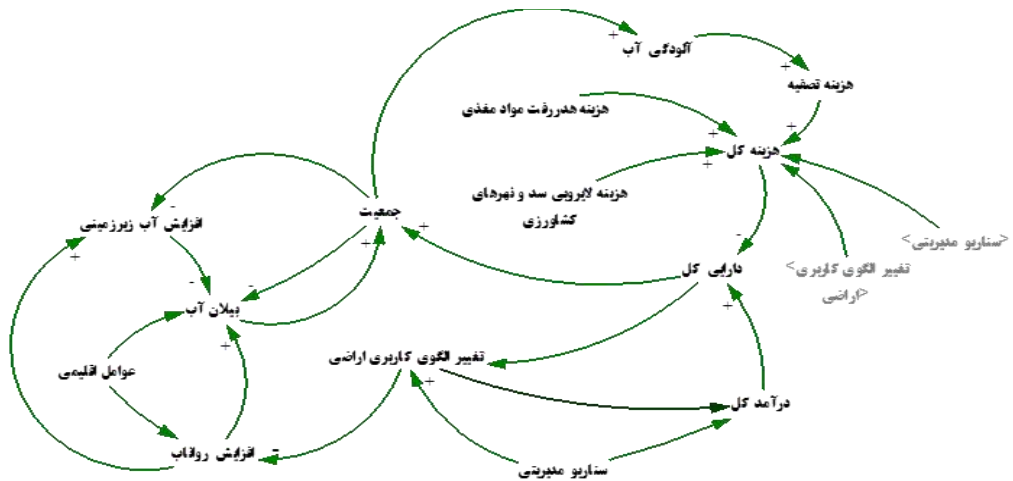 آلودگی آب
هزینه تصفیه
هزینه هدررفت مواد مغذی
هزینه کل
هزینه لایروبی سد و نهرهای
کشاورزی
جمعیت
افزایش آب زیرزمینی
<سناریو مدیریتی>
دارایی کل
<تغییر الگوی کاربری
اراضی>
بیلان آب
تغییر الگوی کاربری اراضی
عوامل اقلیمی
درآمد کل
افزایش رواناب
سناریو مدیریتی